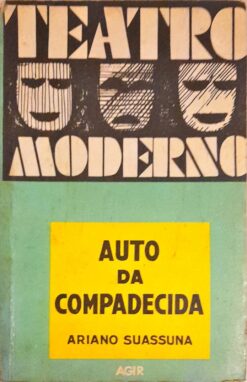 TEATRO
MODERNO
AUTO
DA
COMPADECIDA
ARIANO SUASSUNA
AGIR